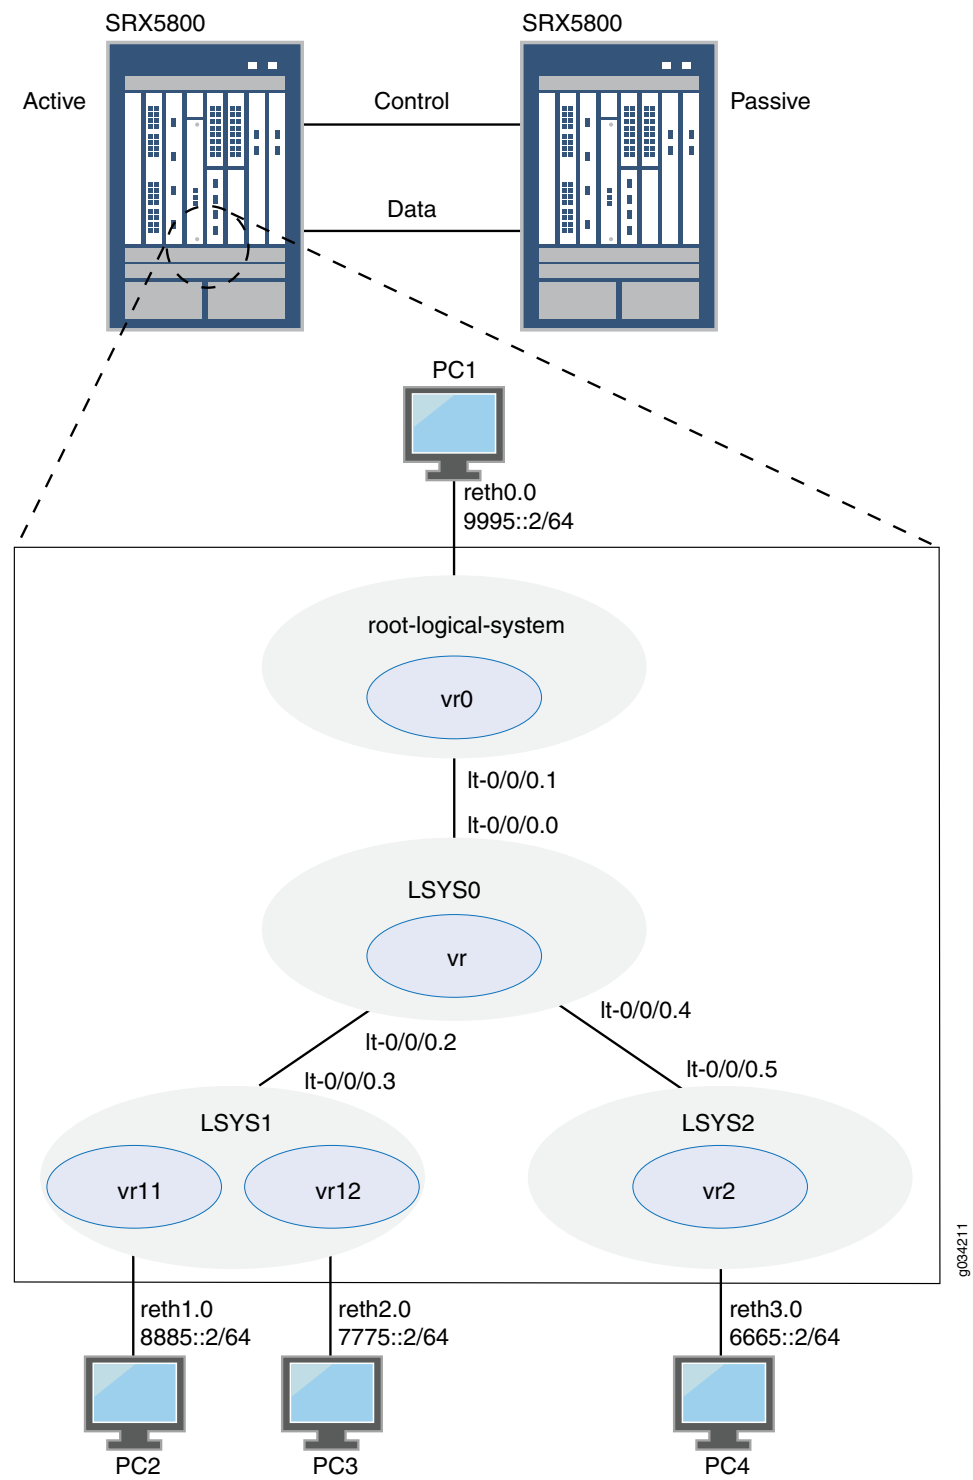 SRX5800
SRX5800
Active
Control
Passive
Data
PC1
reth0.0
9995::2/64
root-logical-system
vr0
lt-0/0/0.1
lt-0/0/0.0
LSYS0
vr
lt-0/0/0.2
lt-0/0/0.4
lt-0/0/0.3
lt-0/0/0.5
LSYS1
LSYS2
vr11
vr12
vr2
g034211
reth1.0
8885::2/64
reth2.0
7775::2/64
reth3.0
6665::2/64
PC2
PC3
PC4